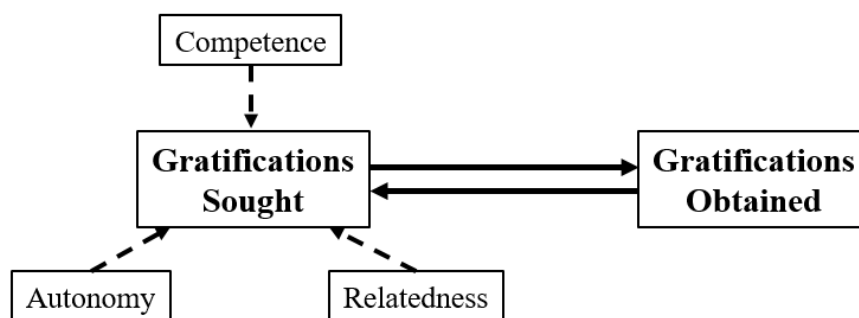 Competence
Gratifications
Sought
Gratifications
Obtained
Autonomy
Relatedness